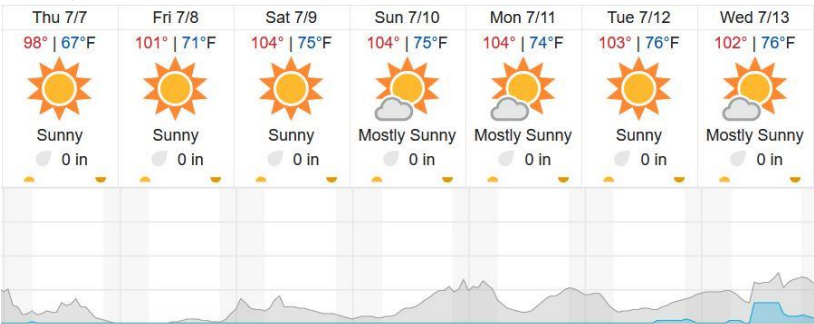 Thu 7/7 Fri 7/8 Sat 7/9 Sun 7/10 Mon 7/11 Tue 7/12 Wed 7/13
98° | 67°F 101° | 71°F 104° | 75°F 104° | 75°F 104° | 74°F 103° | 76°F 102° | 76°F
Sunny Sunny Sunny Mostly Sunny Mostly Sunny Sunny Mostly Sunny
0 in 0 in 0 in 0 in 0 in 0 in 0 in